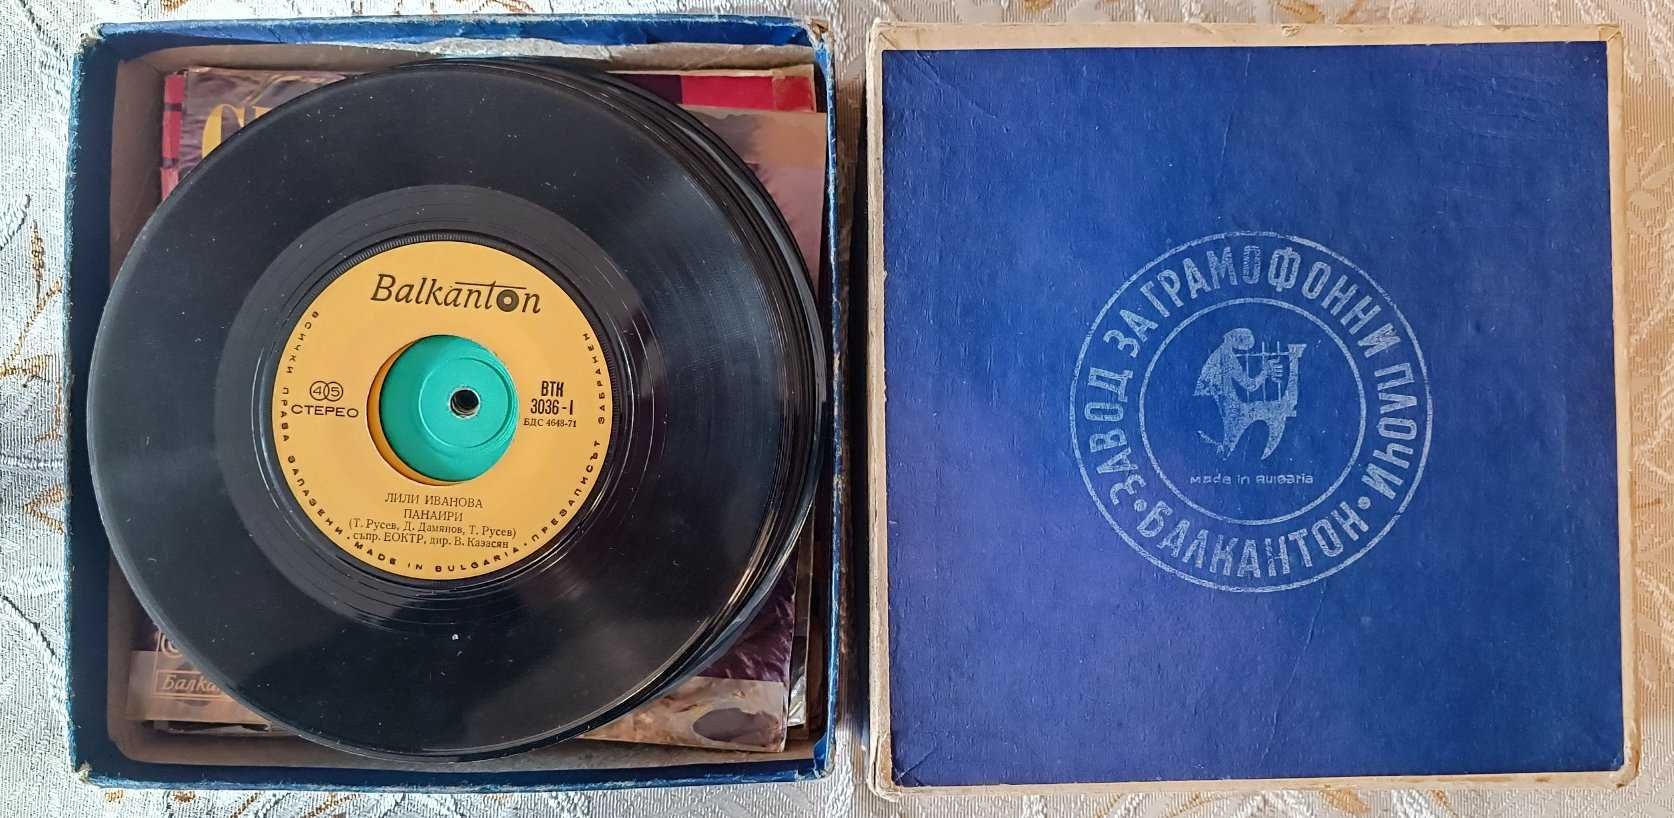 Balkanton
45
СТЕРЕО
ВТК
3036-I
БДС 4648-71
ЛИЛИ ИВАНОВА
ПАНАИРИ
(Т. Русев, Д. Дамянов, Т. Русев)
съпр. ЕОКТР, дир. В. Казасян
ВСИЧКИ ПРАВА ЗАПАЗЕНИ. MADE IN BULGARIA. ПРЕЗАПИСЪТ ЗАБРАНЕН
ЗАВОД ЗА ГРАМОФОННИ ПЛОЧИ
Made in Bulgaria
БАЛКАНТОН